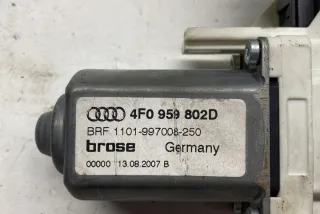 4F0 959 802D
BRF 1101-997008-250
brose Germany
00000 13.08.2007 B